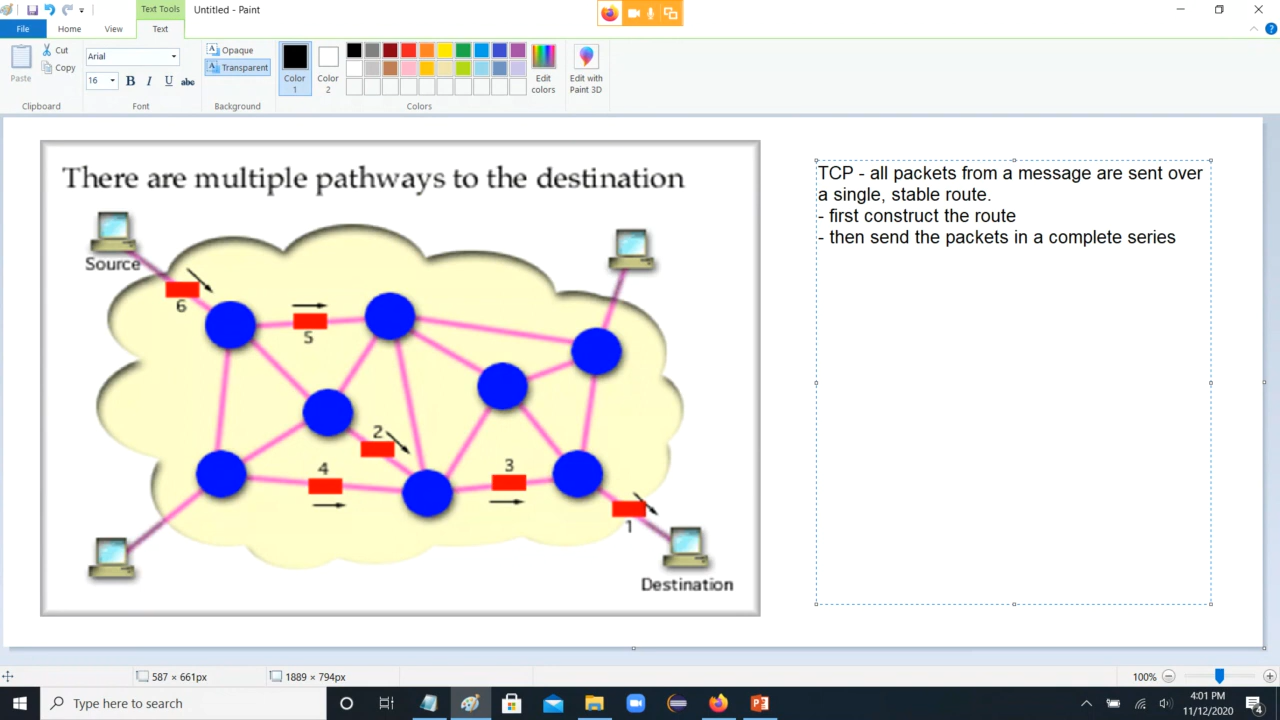 Text Tools
Untitled - Paint
File
Home
View
Text
Paste
Cut
Copy
Clipboard
Arial
16
B I U abc
Font
Opaque
Transparent
Background
Color 1
Color 2
Edit colors
Edit with Paint 3D
Colors
There are multiple pathways to the destination
Source
6
5
2
4
3
1
Destination
TCP - all packets from a message are sent over
a single, stable route.
- first construct the route
- then send the packets in a complete series
587 × 661px
1889 × 794px
100%
Type here to search
4:01 PM
11/12/2020
4